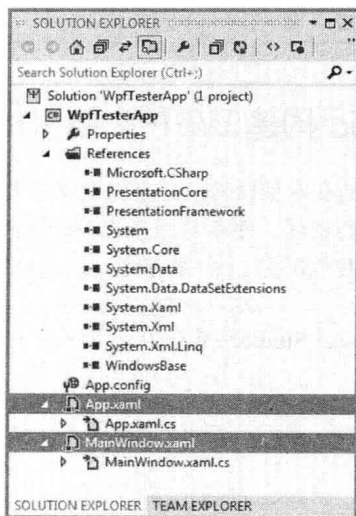 SOLUTION EXPLORER
Search Solution Explorer (Ctrl+;)
Solution 'WpfTesterApp' (1 project)
C# WpfTesterApp
Properties
References
Microsoft.CSharp
PresentationCore
PresentationFramework
System
System.Core
System.Data
System.Data.DataSetExtensions
System.Xaml
System.Xml
System.Xml.Linq
WindowsBase
App.config
App.xaml
App.xaml.cs
MainWindow.xaml
MainWindow.xaml.cs
SOLUTION EXPLORER TEAM EXPLORER